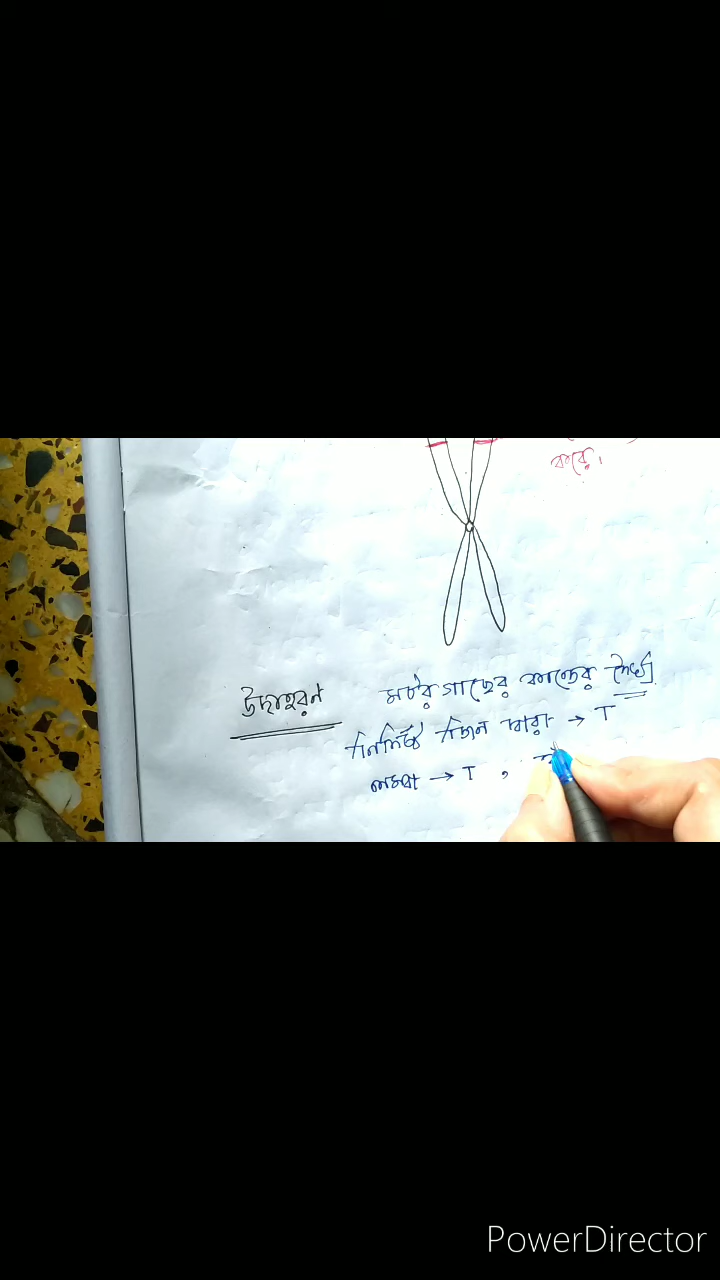 করে।
উদাহরণ
মটর গাছের কান্ডের দৈর্ঘ্য
নির্দিষ্ট জিন দ্বারা → T
লম্বা → T ,
PowerDirector